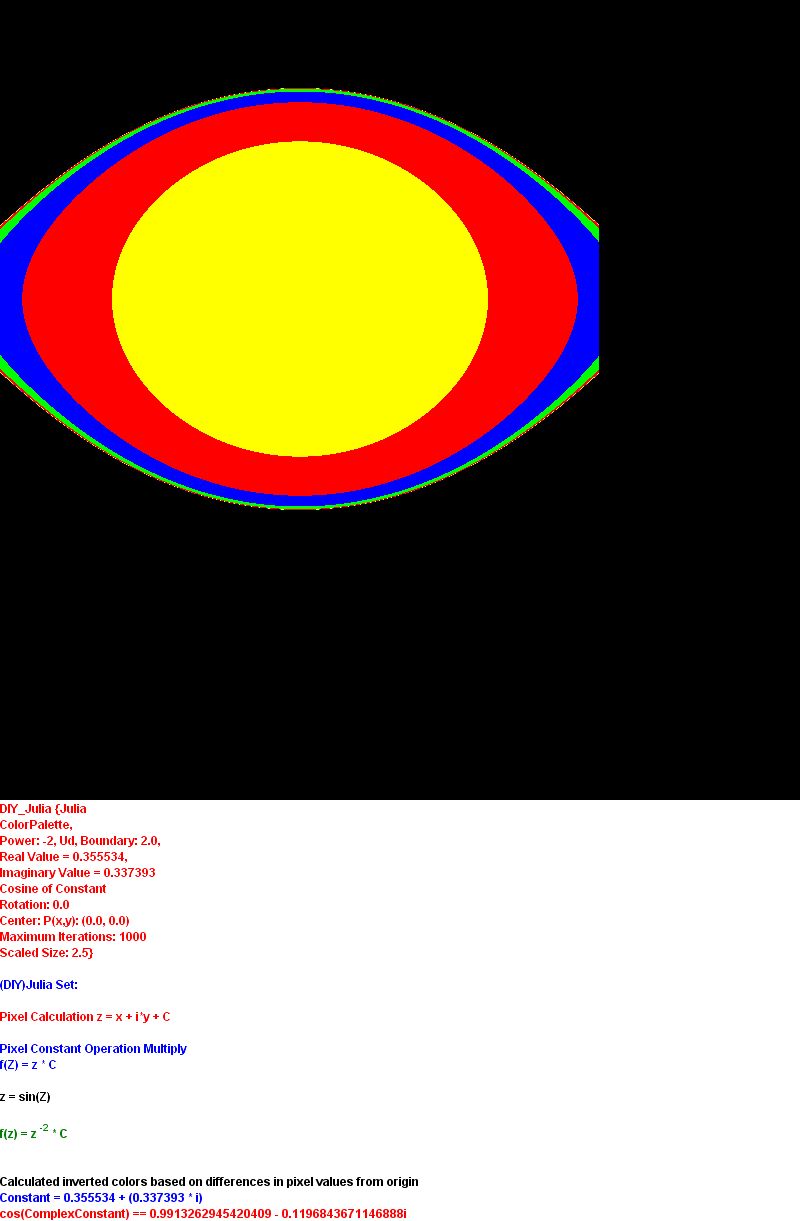 DIY_Julia {Julia
ColorPalette,
Power: -2, Ud, Boundary: 2.0,
Real Value = 0.355534,
Imaginary Value = 0.337393
Cosine of Constant
Rotation: 0.0
Center: P(x,y): (0.0, 0.0)
Maximum Iterations: 1000
Scaled Size: 2.5}
(DIY)Julia Set:
Pixel Calculation z = x + i*y + C
Pixel Constant Operation Multiply
f(Z) = z * C
z = sin(Z)
f(z) = z -2 * C
Calculated inverted colors based on differences in pixel values from origin
Constant = 0.355534 + (0.337393 * i)
cos(ComplexConstant) == 0.9913262945420409 - 0.1196843671146888i